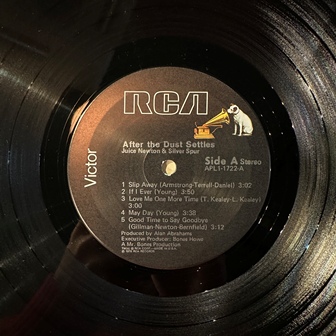 RCA
Victor
After the Dust Settles
Juice Newton & Silver Spur
Side A Stereo
APL1-1722-A
1 Slip Away (Armstrong-Terrell-Daniel) 3:02
2 If I Ever (Young) 3:50
3 Love Me One More Time (T. Kealey-L. Kealey)
3:00
4 May Day (Young) 3:38
5 Good Time to Say Goodbye
(Gillman-Newton-Bernfield) 3:12
Produced by Alan Abrahams
Executive Producer: Bones Howe
A Mr. Bones Production